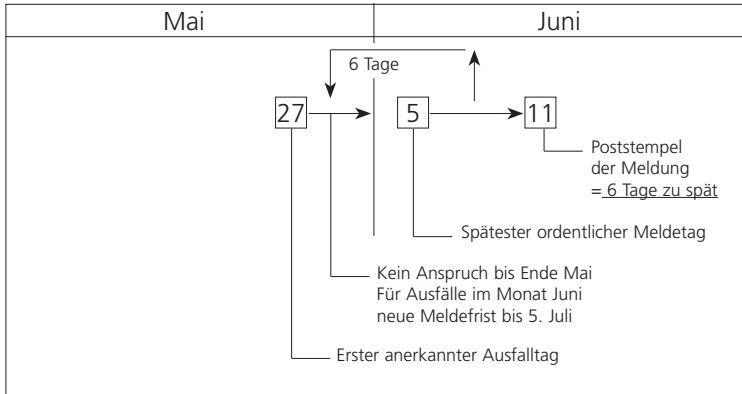 Mai
Juni
6 Tage
27
5
11
Poststempel
der Meldung
= 6 Tage zu spät
Spätester ordentlicher Meldetag
Kein Anspruch bis Ende Mai
Für Ausfälle im Monat Juni
neue Meldefrist bis 5. Juli
Erster anerkannter Ausfalltag